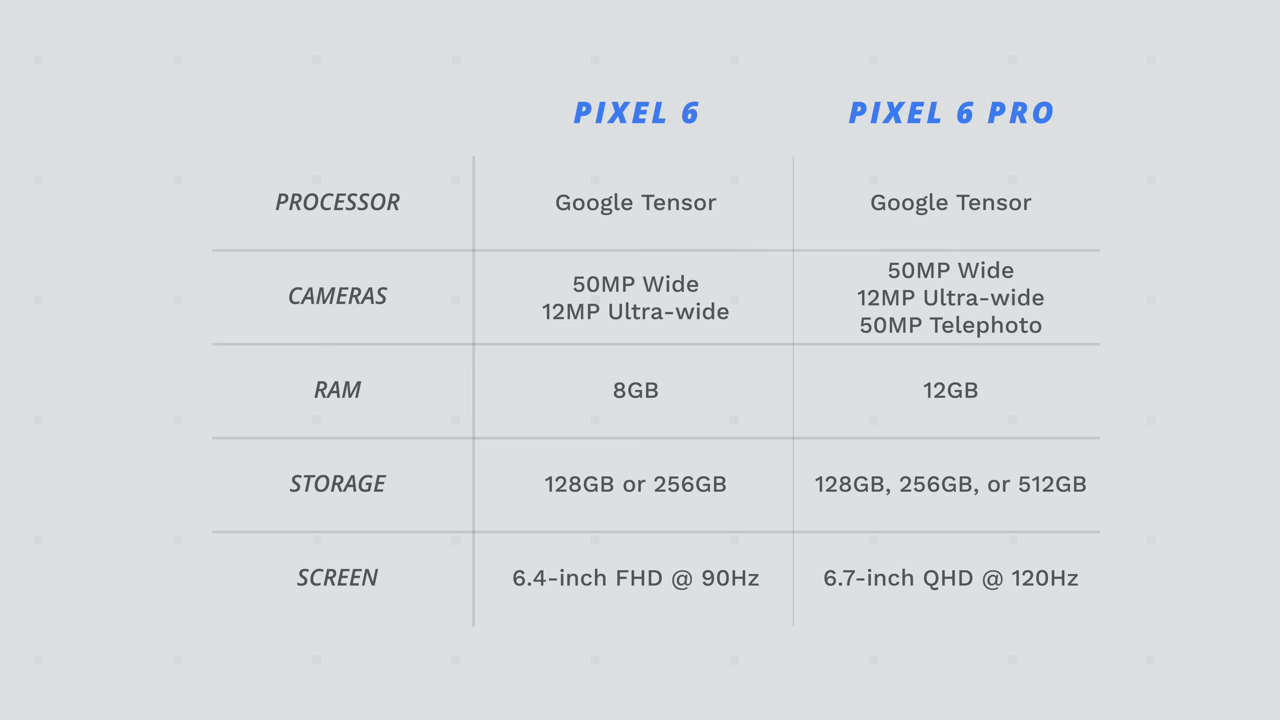 PIXEL 6
PIXEL 6 PRO
PROCESSOR
Google Tensor
Google Tensor
CAMERAS
50MP Wide
12MP Ultra-wide
50MP Wide
12MP Ultra-wide
50MP Telephoto
RAM
8GB
12GB
STORAGE
128GB or 256GB
128GB, 256GB, or 512GB
SCREEN
6.4-inch FHD @ 90Hz
6.7-inch QHD @ 120Hz